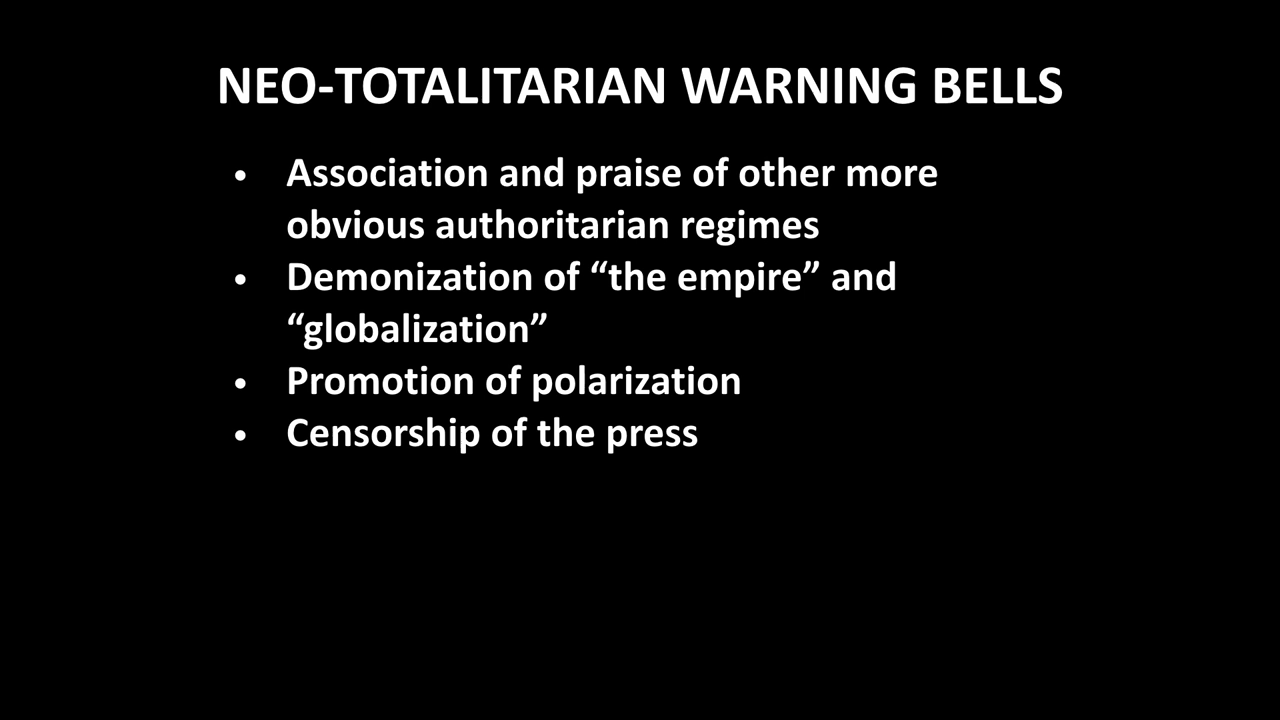 NEO-TOTALITARIAN WARNING BELLS
• Association and praise of other more
obvious authoritarian regimes
• Demonization of “the empire” and
“globalization”
• Promotion of polarization
• Censorship of the press